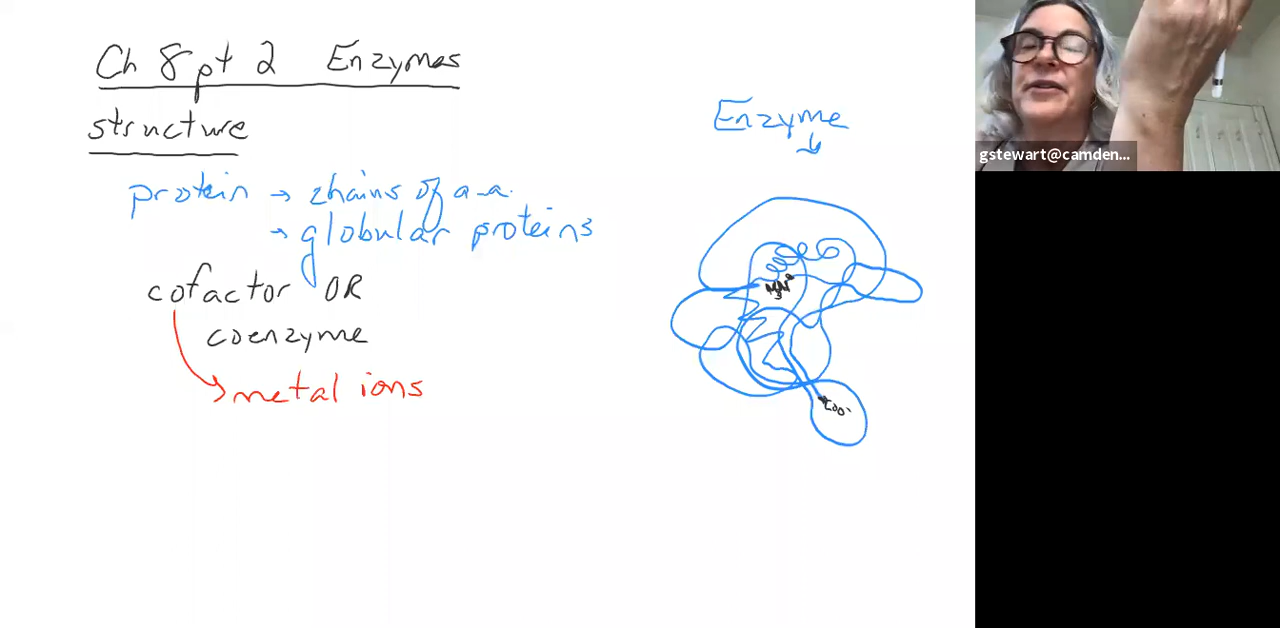 Ch 8 pt 2 Enzymes
structure
protein → chains of a-a.
→ globular proteins
cofactor OR
coenzyme
metal ions
Enzyme
COO⁻
gstewart@camden...